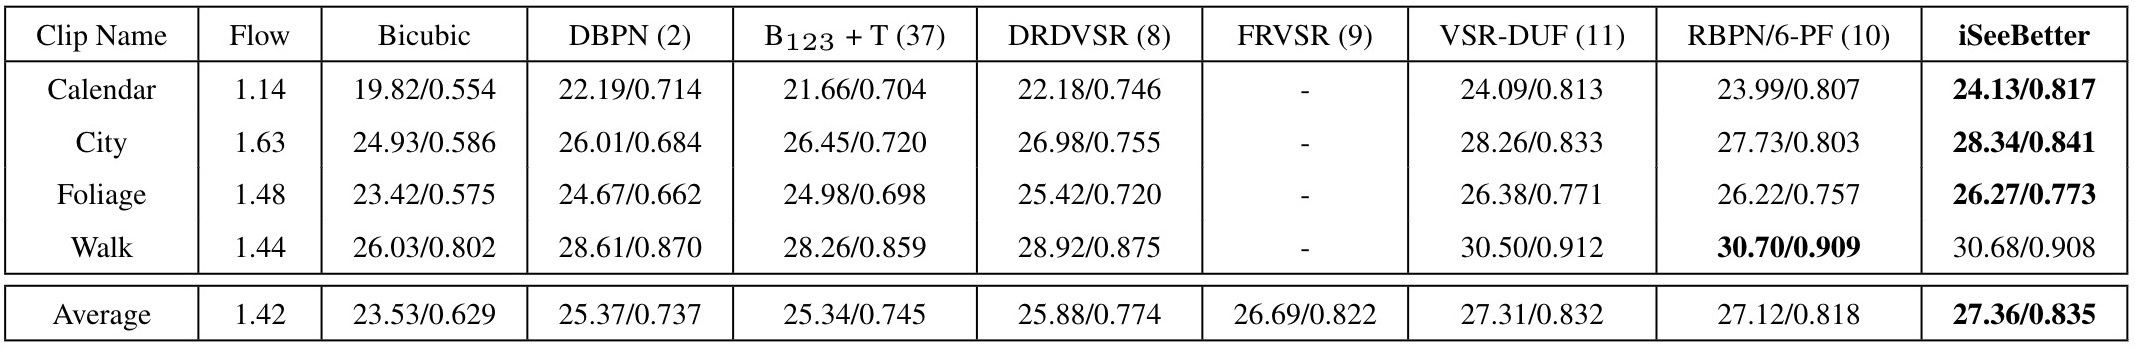 Clip Name Flow Bicubic DBPN (2) B123 + T (37) DRDVSR (8) FRVSR (9) VSR-DUF (11) RBPN/6-PF (10) iSeeBetter
Calendar 1.14 19.82/0.554 22.19/0.714 21.66/0.704 22.18/0.746 - 24.09/0.813 23.99/0.807 24.13/0.817
City 1.63 24.93/0.586 26.01/0.684 26.45/0.720 26.98/0.755 - 28.26/0.833 27.73/0.803 28.34/0.841
Foliage 1.48 23.42/0.575 24.67/0.662 24.98/0.698 25.42/0.720 - 26.38/0.771 26.22/0.757 26.27/0.773
Walk 1.44 26.03/0.802 28.61/0.870 28.26/0.859 28.92/0.875 - 30.50/0.912 30.70/0.909 30.68/0.908
Average 1.42 23.53/0.629 25.37/0.737 25.34/0.745 25.88/0.774 26.69/0.822 27.31/0.832 27.12/0.818 27.36/0.835